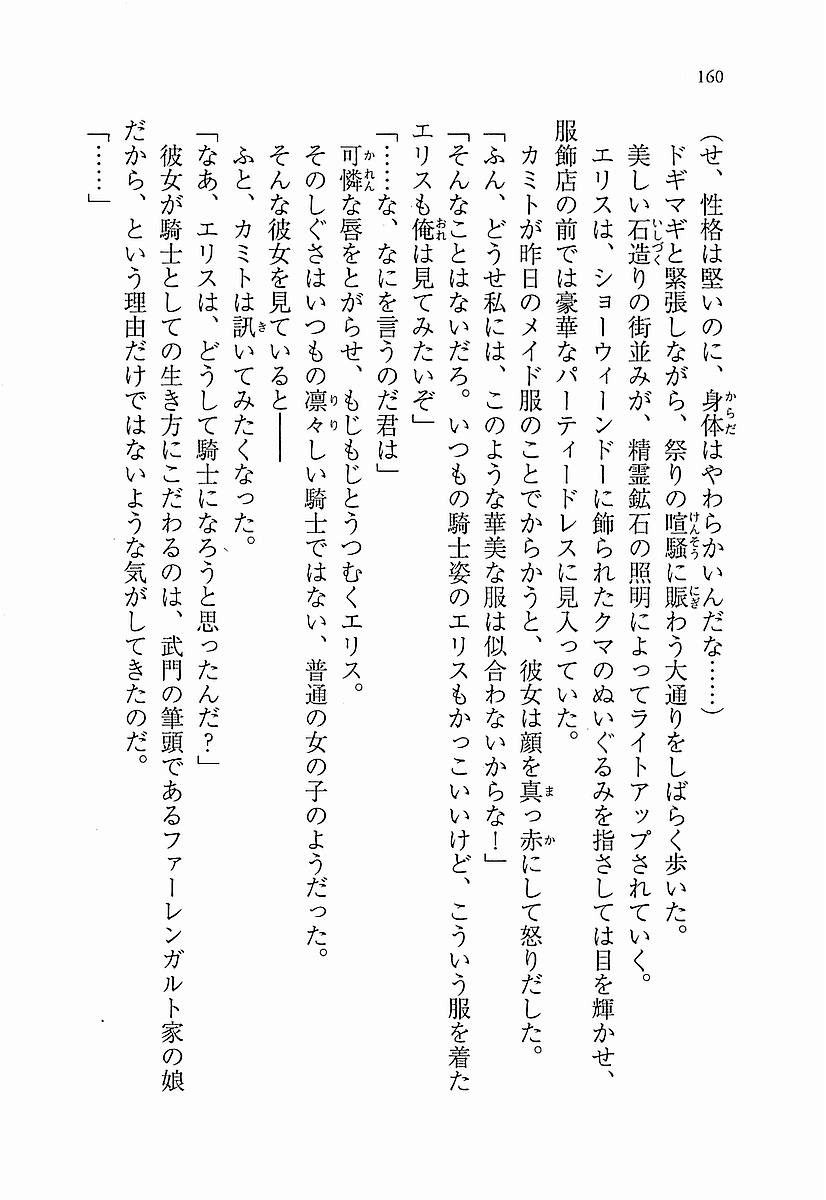 160
（せ、性格は堅いのに、身体はやわらかいんだな……）
ドギマギと緊張しながら、祭りの喧騒に賑わう大通りをしばらく歩いた。
美しい石造りの街並みが、精霊鉱石の照明によってライトアップされていく。
エリスは、ショーウィーンドーに飾られたクマのぬいぐるみを指さしては目を輝かせ、
服飾店の前では豪華なパーティードレスに見入っていた。
カミトが昨日のメイド服のことでからかうと、彼女は顔を真っ赤にして怒りだした。
「ふん、どうせ私には、このような華美な服は似合わないからな！」
「そんなことはないだろ。いつもの騎士姿のエリスもかっこいいけど、こういう服を着た
エリスも俺は見てみたいぞ」
「……な、なにを言うのだ君は」
可憐な唇をとがらせ、もじもじとうつむくエリス。
そのしぐさはいつもの凛々しい騎士ではない、普通の女の子のようだった。
そんな彼女を見ていると――
ふと、カミトは訊いてみたくなった。
「なあ、エリスは、どうして騎士になろうと思ったんだ？」
彼女が騎士としての生き方にこだわるのは、武門の筆頭であるファーレンガルト家の娘
だから、という理由だけではないような気がしてきたのだ。
「……」